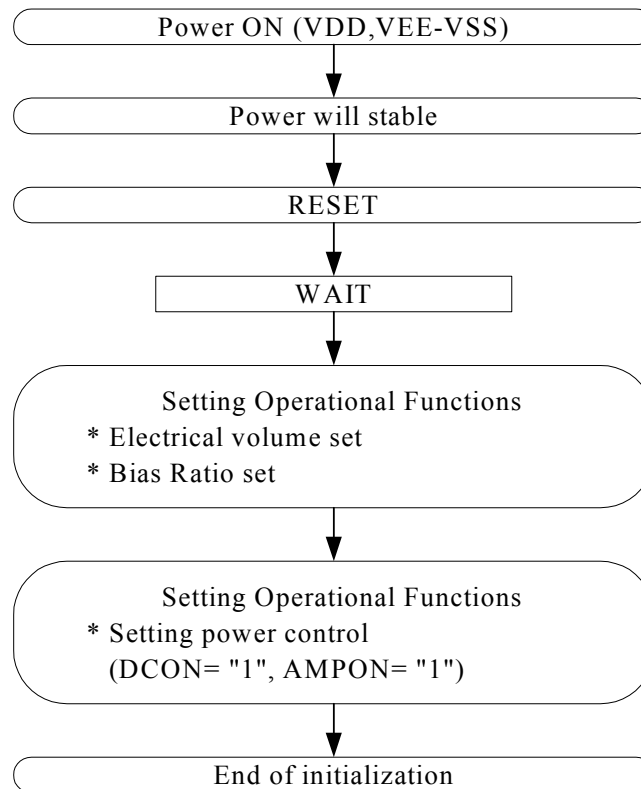 Power ON (VDD,VEE-VSS)
Power will stable
RESET
WAIT
Setting Operational Functions
* Electrical volume set
* Bias Ratio set
Setting Operational Functions
* Setting power control
(DCON= "1", AMPON= "1")
End of initialization